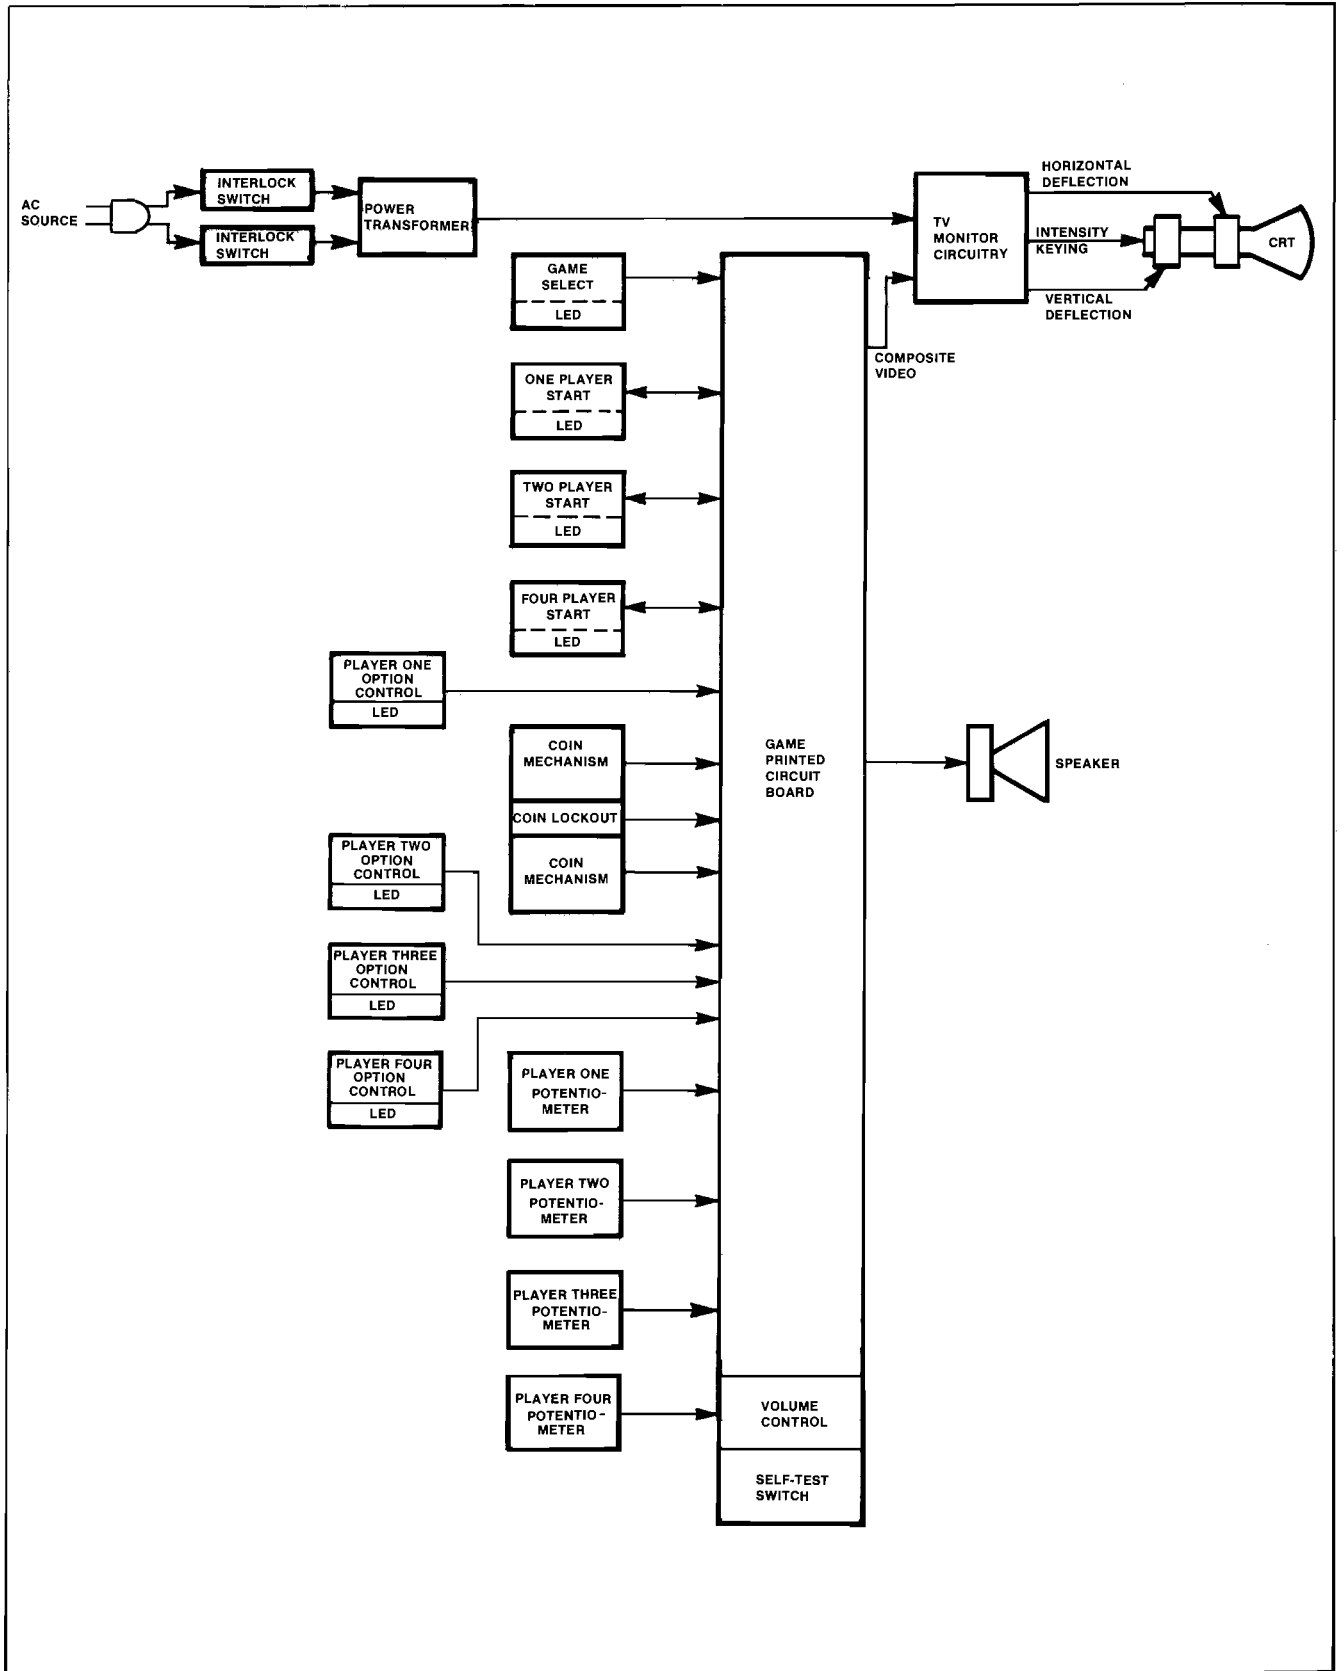 AC
SOURCE
INTERLOCK
SWITCH
INTERLOCK
SWITCH
POWER
TRANSFORMER
TV
MONITOR
CIRCUITRY
HORIZONTAL
DEFLECTION
INTENSITY
KEYING
VERTICAL
DEFLECTION
CRT
COMPOSITE
VIDEO
GAME
SELECT
LED
ONE PLAYER
START
LED
TWO PLAYER
START
LED
FOUR PLAYER
START
LED
PLAYER ONE
OPTION
CONTROL
LED
COIN
MECHANISM
COIN LOCKOUT
COIN
MECHANISM
PLAYER TWO
OPTION
CONTROL
LED
PLAYER THREE
OPTION
CONTROL
LED
PLAYER FOUR
OPTION
CONTROL
LED
PLAYER ONE
POTENTIO-
METER
PLAYER TWO
POTENTIO-
METER
PLAYER THREE
POTENTIO-
METER
PLAYER FOUR
POTENTIO-
METER
GAME
PRINTED
CIRCUIT
BOARD
SPEAKER
VOLUME
CONTROL
SELF-TEST
SWITCH